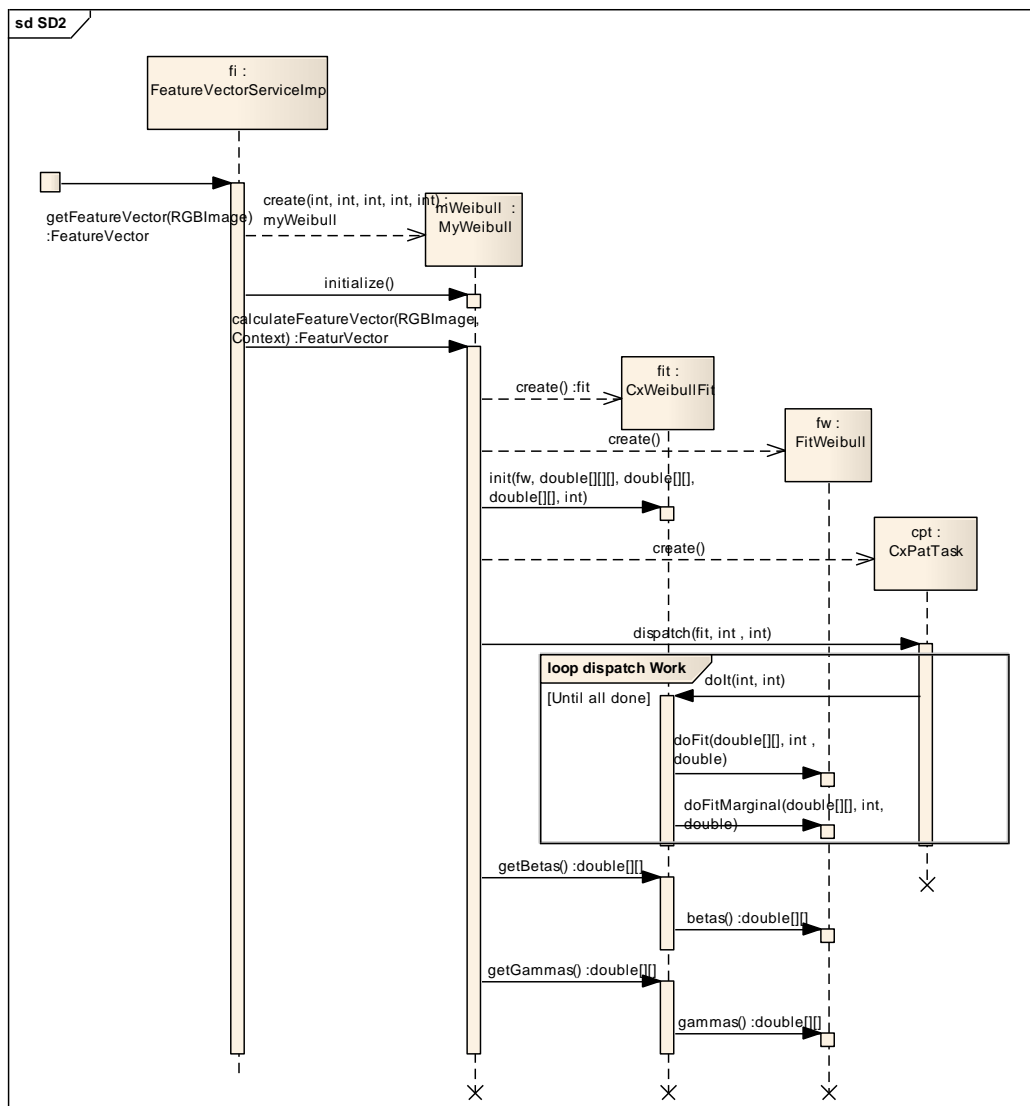 sd SD2
fi :
FeatureVectorServiceImp
getFeatureVector(RGBImage)
:FeatureVector
create(int, int, int, int, int) :
myWeibull
mWeibull :
MyWeibull
initialize()
calculateFeatureVector(RGBImage,
Context) :FeaturVector
fit :
CxWeibullFit
create() :fit
fw :
FitWeibull
create()
init(fw, double[][][], double[][],
double[][], int)
cpt :
CxPatTask
create()
dispatch(fit, int , int)
loop dispatch Work
doIt(int, int)
[Until all done]
doFit(double[][], int ,
double)
doFitMarginal(double[][], int,
double)
getBetas() :double[][]
betas() :double[][]
getGammas() :double[][]
gammas() :double[][]